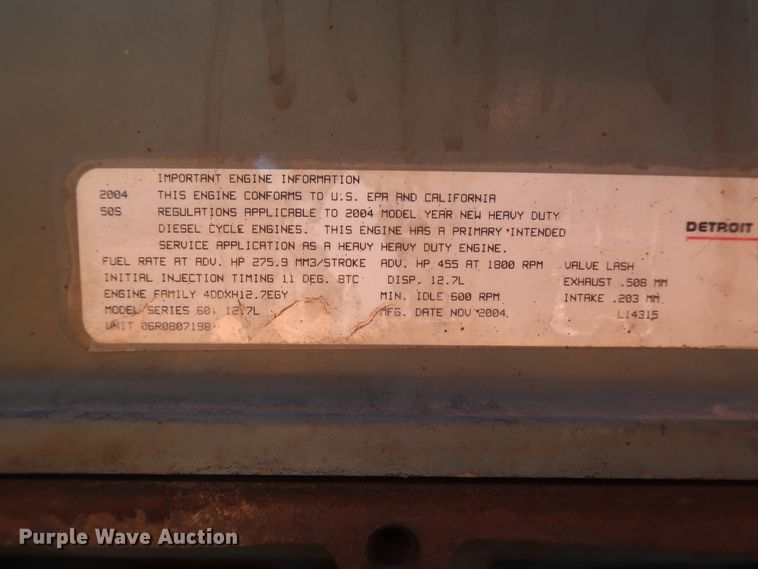 IMPORTANT ENGINE INFORMATION
2004 THIS ENGINE CONFORMS TO U.S. EPA AND CALIFORNIA
50S REGULATIONS APPLICABLE TO 2004 MODEL YEAR NEW HEAVY DUTY
DIESEL CYCLE ENGINES. THIS ENGINE HAS A PRIMARY INTENDED
SERVICE APPLICATION AS A HEAVY HEAVY DUTY ENGINE.
DETROIT
FUEL RATE AT ADV. HP 275.9 MM3/STROKE ADV. HP 455 AT 1800 RPM VALVE LASH
INITIAL INJECTION TIMING 11 DEG. BTC DISP. 12.7L EXHAUST .508 MM
ENGINE FAMILY 4DDXH12.7EGY MIN. IDLE 600 RPM INTAKE .203 MM
MODEL SERIES 60: 12.7L MFG. DATE NOV 2004 L14315
UNIT 06R0807198
Purple Wave Auction